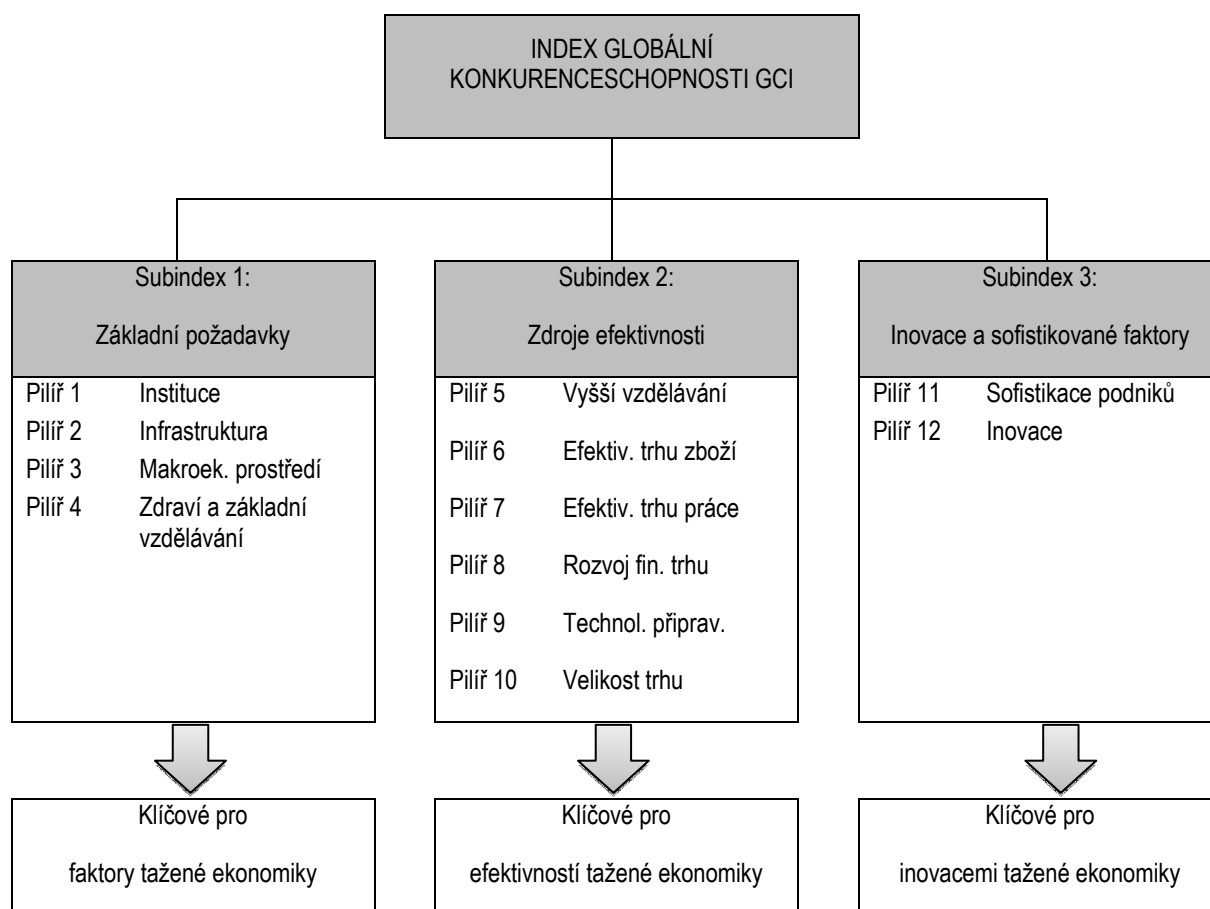 INDEX GLOBÁLNÍ
KONKURENCESCHOPNOSTI GCI
Subindex 1:
Základní požadavky
Pilíř 1 Instituce
Pilíř 2 Infrastruktura
Pilíř 3 Makroek. prostředí
Pilíř 4 Zdraví a základní
vzdělávání
Klíčové pro
faktory tažené ekonomiky
Subindex 2:
Zdroje efektivnosti
Pilíř 5 Vyšší vzdělávání
Pilíř 6 Efektiv. trhu zboží
Pilíř 7 Efektiv. trhu práce
Pilíř 8 Rozvoj fin. trhu
Pilíř 9 Technol. připrav.
Pilíř 10 Velikost trhu
Klíčové pro
efektivností tažené ekonomiky
Subindex 3:
Inovace a sofistikované faktory
Pilíř 11 Sofistikace podniků
Pilíř 12 Inovace
Klíčové pro
inovacemi tažené ekonomiky